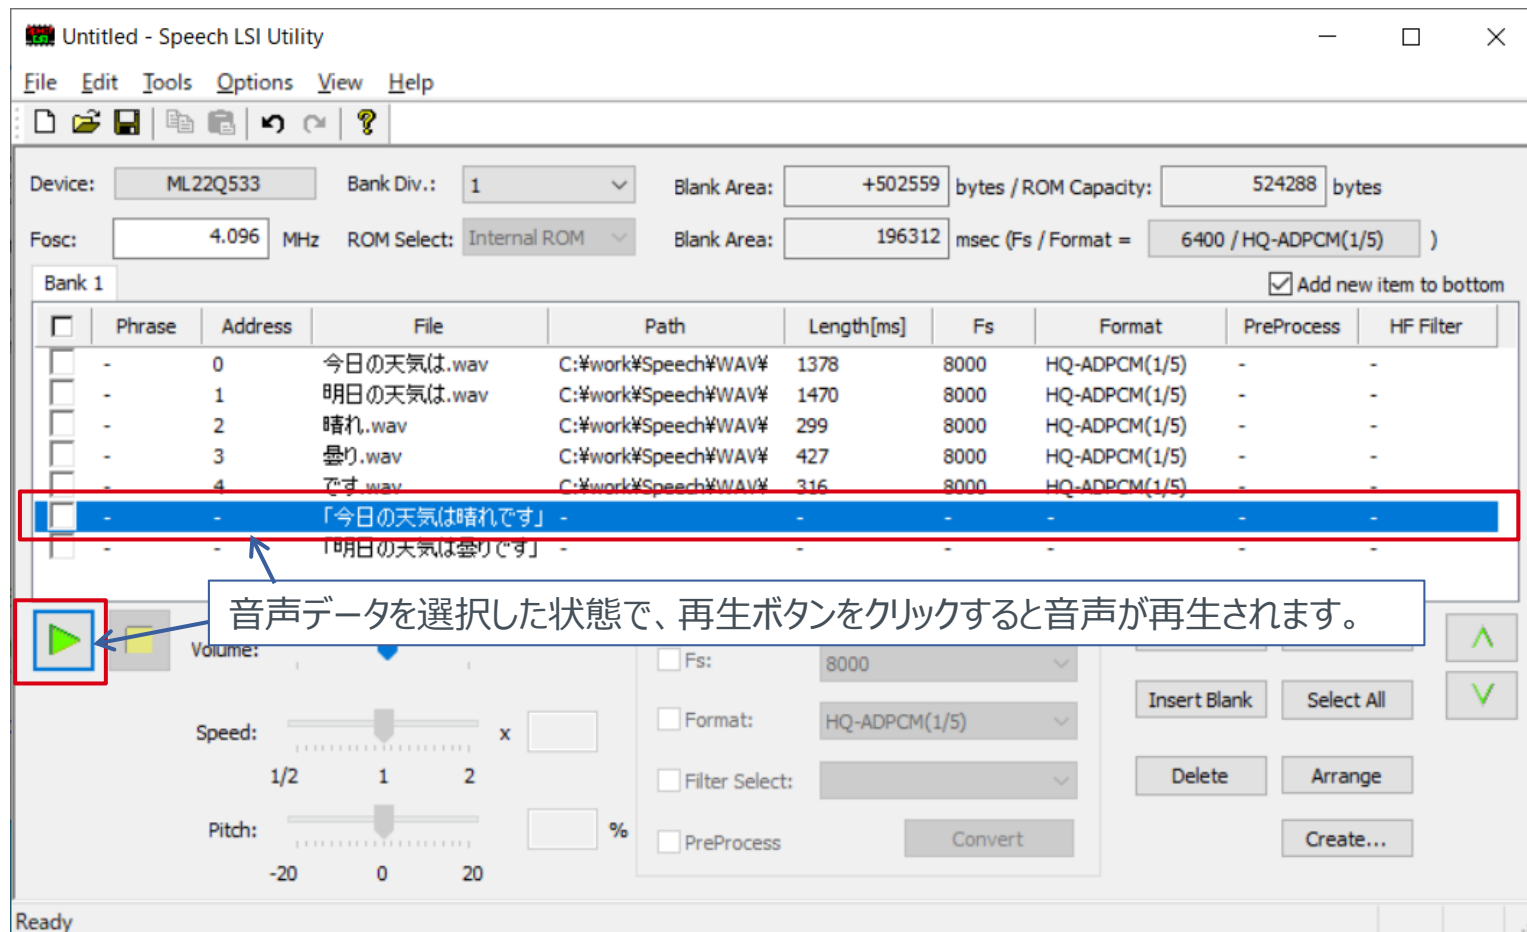 Untitled - Speech LSI Utility
File Edit Tools Options View Help
Device: ML22Q533 Bank Div.: 1 Blank Area: +502559 bytes / ROM Capacity: 524288 bytes
Fosc: 4.096 MHz ROM Select: Internal ROM Blank Area: 196312 msec (Fs / Format = 6400 / HQ-ADPCM(1/5) )
Bank 1 Add new item to bottom
Phrase Address File Path Length[ms] Fs Format PreProcess HF Filter
- 0 今日の天気は.wav C:¥work¥Speech¥WAV¥ 1378 8000 HQ-ADPCM(1/5) - -
- 1 明日の天気は.wav C:¥work¥Speech¥WAV¥ 1470 8000 HQ-ADPCM(1/5) - -
- 2 晴れ.wav C:¥work¥Speech¥WAV¥ 299 8000 HQ-ADPCM(1/5) - -
- 3 曇り.wav C:¥work¥Speech¥WAV¥ 427 8000 HQ-ADPCM(1/5) - -
- 4 です.wav C:¥work¥Speech¥WAV¥ 316 8000 HQ-ADPCM(1/5) - -
- - 「今日の天気は晴れです」 - - - - - -
- - 「明日の天気は曇りです」 - - - - - -
音声データを選択した状態で、再生ボタンをクリックすると音声が再生されます。
Volume:
Fs: 8000
Insert Blank Select All
Speed: x
Format: HQ-ADPCM(1/5)
1/2 1 2
Filter Select:
Delete Arrange
Pitch: %
PreProcess Convert
Create...
-20 0 20
Ready